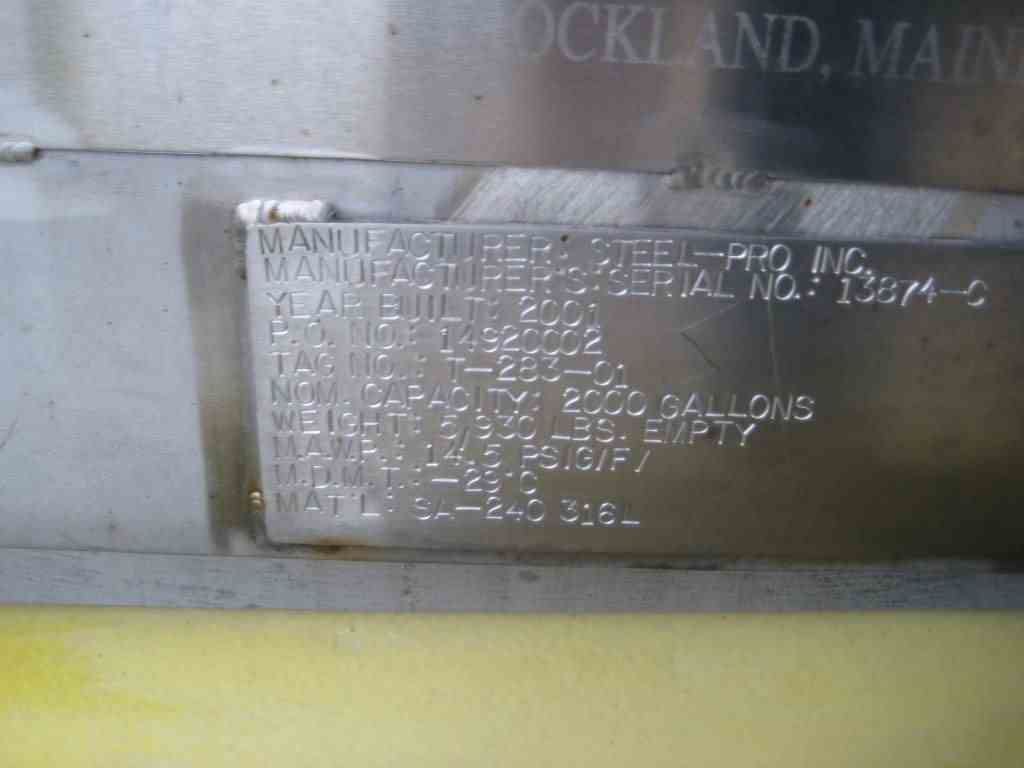 OCKLAND, MAIN
MANUFACTURER: STEEL-PRO INC.
MANUFACTURER'S SERIAL NO.: 13874-C
YEAR BUILT: 2001
P.O. NO.: 14920002
TAG NO.: T-283-01
NOM. CAPACITY: 2000 GALLONS
WEIGHT: 5,930 LBS. EMPTY
M.A.W.P.: 14.5 PSIG/F/
M.D.M.T.: -29°C
MAT'L: SA-240 316L